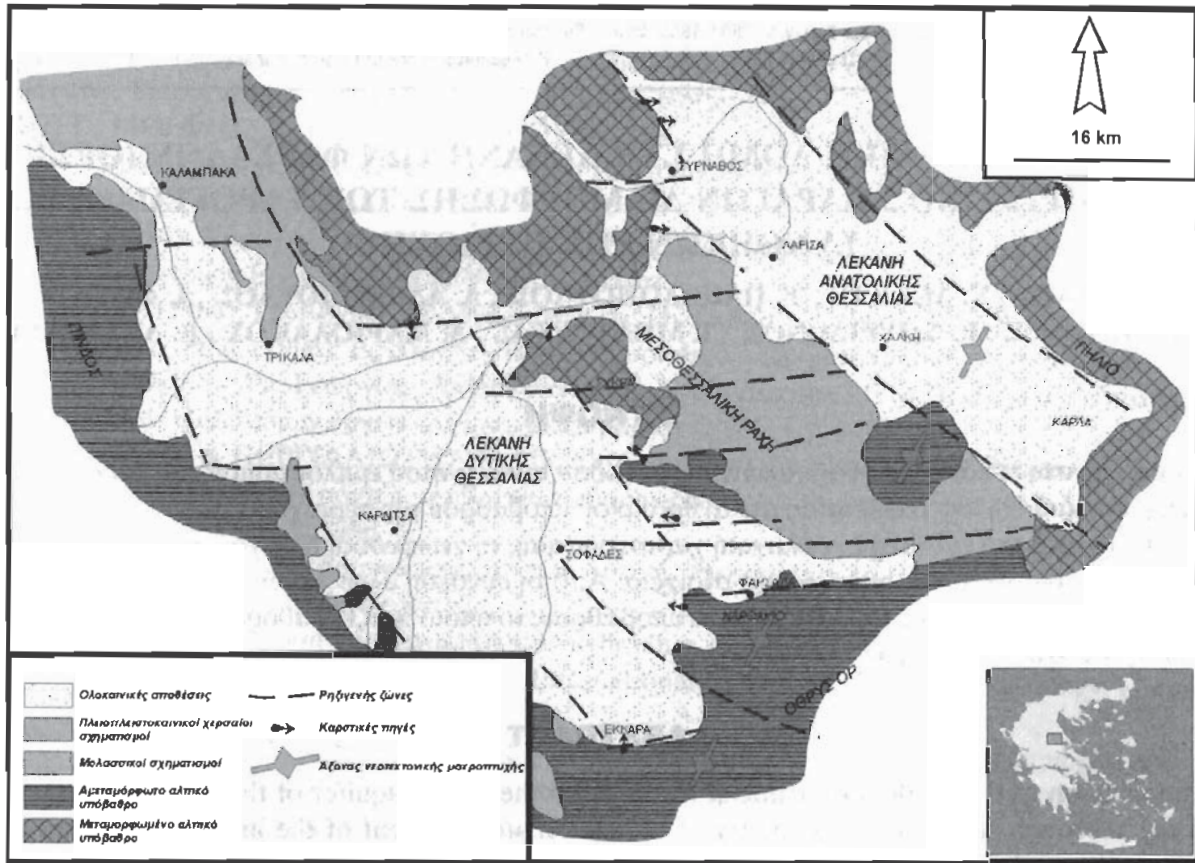 16 km
ΚΑΛΑΜΠΑΚΑ
ΤΥΡΝΑΒΟΣ
ΛΑΡΙΣΑ
ΛΕΚΑΝΗ
ΑΝΑΤΟΛΙΚΗΣ
ΘΕΣΣΑΛΙΑΣ
ΠΙΝΔΟΣ
ΤΡΙΚΑΛΑ
ΜΕΣΟΘΕΣΣΑΛΙΚΗ ΡΑΧΗ
ΧΑΛΚΗ
ΠΗΛΙΟ
ΚΑΡΛΑ
ΛΕΚΑΝΗ
ΔΥΤΙΚΗΣ
ΘΕΣΣΑΛΙΑΣ
ΚΑΡΔΙΤΣΑ
ΣΟΦΑΔΕΣ
ΟΘΡΥΣ ΟΡ
ΕΚΚΑΡΑ
Ολοκαινικές αποθέσεις
Πλειοπλειστοκαινικοί χερσαίοι
σχηματισμοί
Μολασσικοί σχηματισμοί
Αμεταμόρφωτο αλπικό
υπόβαθρο
Μεταμορφωμένο αλπικό
υπόβαθρο
Ρηξιγενής ζώνες
Καρστικές πηγές
Άξονας νεοτεκτονικής μακροπτυχής